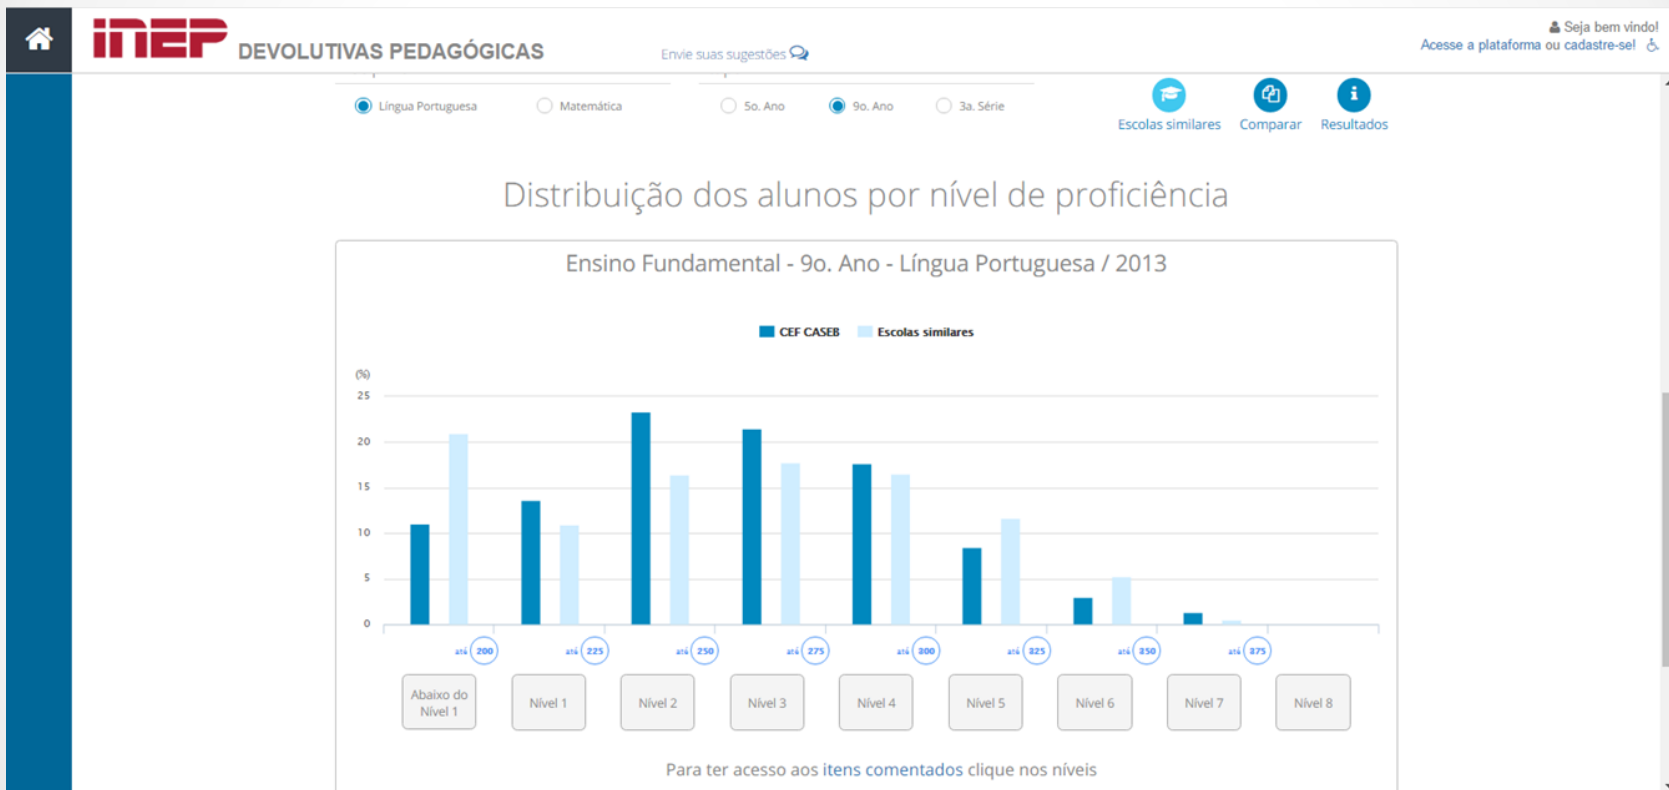 inep DEVOLUTIVAS PEDAGÓGICAS
Envie suas sugestões
Seja bem vindo!
Acesse a plataforma ou cadastre-se!
Língua Portuguesa
Matemática
5o. Ano
9o. Ano
3a. Série
Escolas similares
Comparar
Resultados
Distribuição dos alunos por nível de proficiência
Ensino Fundamental - 9o. Ano - Língua Portuguesa / 2013
CEF CASEB
Escolas similares
(%)
25
20
15
10
5
0
até 200
até 225
até 250
até 275
até 300
até 325
até 350
até 375
Abaixo do
Nível 1
Nível 1
Nível 2
Nível 3
Nível 4
Nível 5
Nível 6
Nível 7
Nível 8
Para ter acesso aos itens comentados clique nos níveis